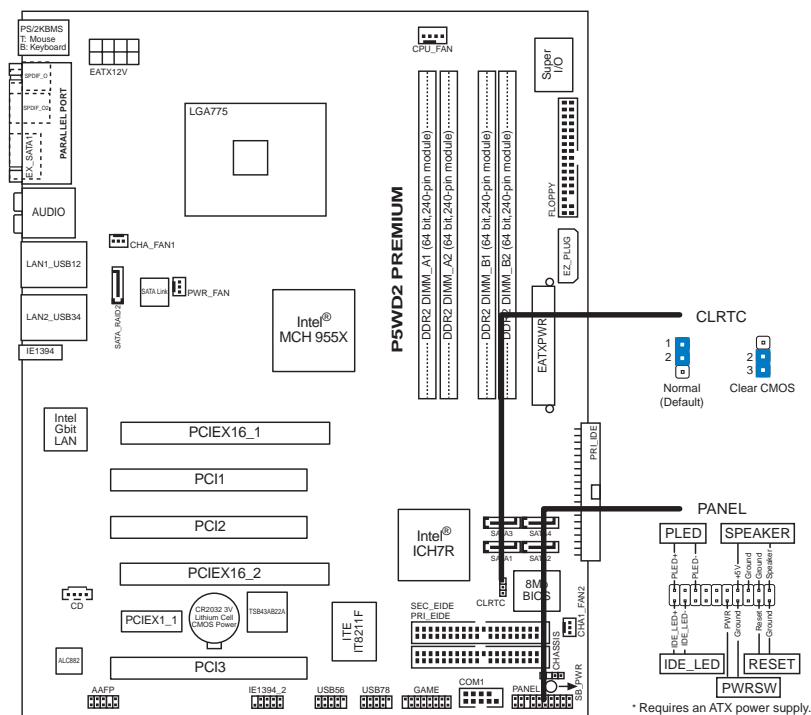 PS/2KBMS
T: Mouse
B: Keyboard
EATX12V
CPU_FAN
Super
I/O
SPDIF_O
SPDIF_O2
EX_SATA1
PARALLEL PORT
LGA775
AUDIO
CHA_FAN1
LAN1_USB12
SATA_RAID2
SATA Link
PWR_FAN
LAN2_USB34
IE1394
Intel®
MCH 955X
P5WD2 PREMIUM
DDR2 DIMM_A1 (64 bit,240-pin module)
DDR2 DIMM_A2 (64 bit,240-pin module)
DDR2 DIMM_B1 (64 bit,240-pin module)
DDR2 DIMM_B2 (64 bit,240-pin module)
FLOPPY
EZ_PLUG
EATXPWR
PRI_IDE
CLRTC
1
2
Normal
(Default)
2
3
Clear CMOS
Intel
Gbit
LAN
PCIEX16_1
PCI1
PCI2
PCIEX16_2
Intel®
ICH7R
SATA3
SATA4
SATA1
SATA2
CLRTC
8Mb
BIOS
CHA1_FAN2
CD
PCIEX1_1
CR2032 3V
Lithium Cell
CMOS Power
TSB43AB22A
ITE
IT8211F
SEC_EIDE
PRI_EIDE
CHASSIS
SB_PWR
ALC882
PCI3
AAFP
IE1394_2
USB56
USB78
GAME
COM1
PANEL
PANEL
PLED
SPEAKER
PLED+
PLED-
+5V
Ground
Ground
Speaker
IDE_LED+
IDE_LED-
PWR
Ground
Reset
Ground
IDE_LED
RESET
PWRSW
* Requires an ATX power supply.